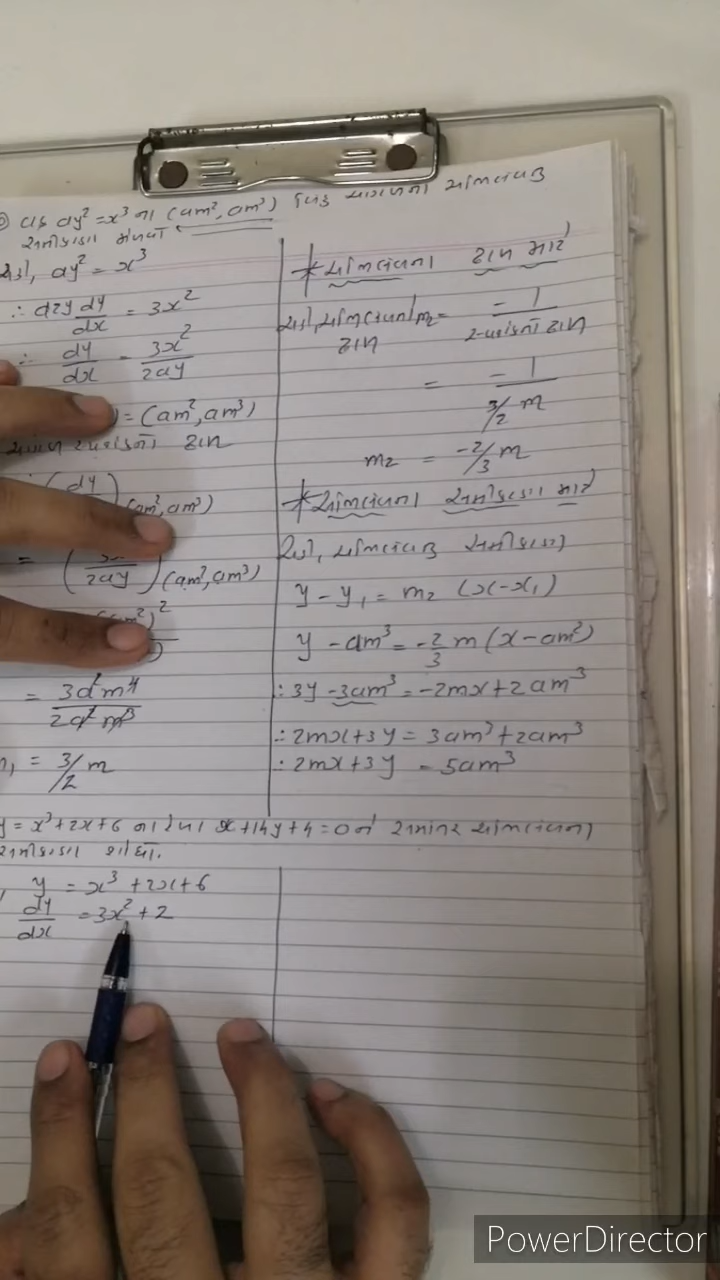 વક્ર ay² = x³ ના (am², am³) બિંદુ આગળના અભિલંબનું
સમીકરણ મેળવો
ay² = x³
∴ a2y dy/dx = 3x²
∴ dy/dx = 3x²/2ay
= (am², am³)
સ્પર્શકનો ઢાળ
(dy (am², am³)
= ( 2ay )(am², am³)
= 3a²m⁴/2a²m³
= 3/2 m
* અભિલંબના ઢાળ માટે
અભિલંબનો ઢાળ m₂ = -1/સ્પર્શકનો ઢાળ
= -1/(3/2 m)
m₂ = -2/3 m
* અભિલંબના સમીકરણ માટે
અભિલંબનું સમીકરણ
y - y₁ = m₂ (x-x₁)
y - am³ = -2/3 m (x - am²)
∴ 3y - 3am³ = -2mx + 2am³
∴ 2mx + 3y = 3am³ + 2am³
∴ 2mx + 3y = 5am³
y = x³+2x+6 ના રેખા x+14y+4=0 ને સમાંતર અભિલંબના
સમીકરણ શોધો.
y = x³ + 2x + 6
dy/dx = 3x² + 2
PowerDirector